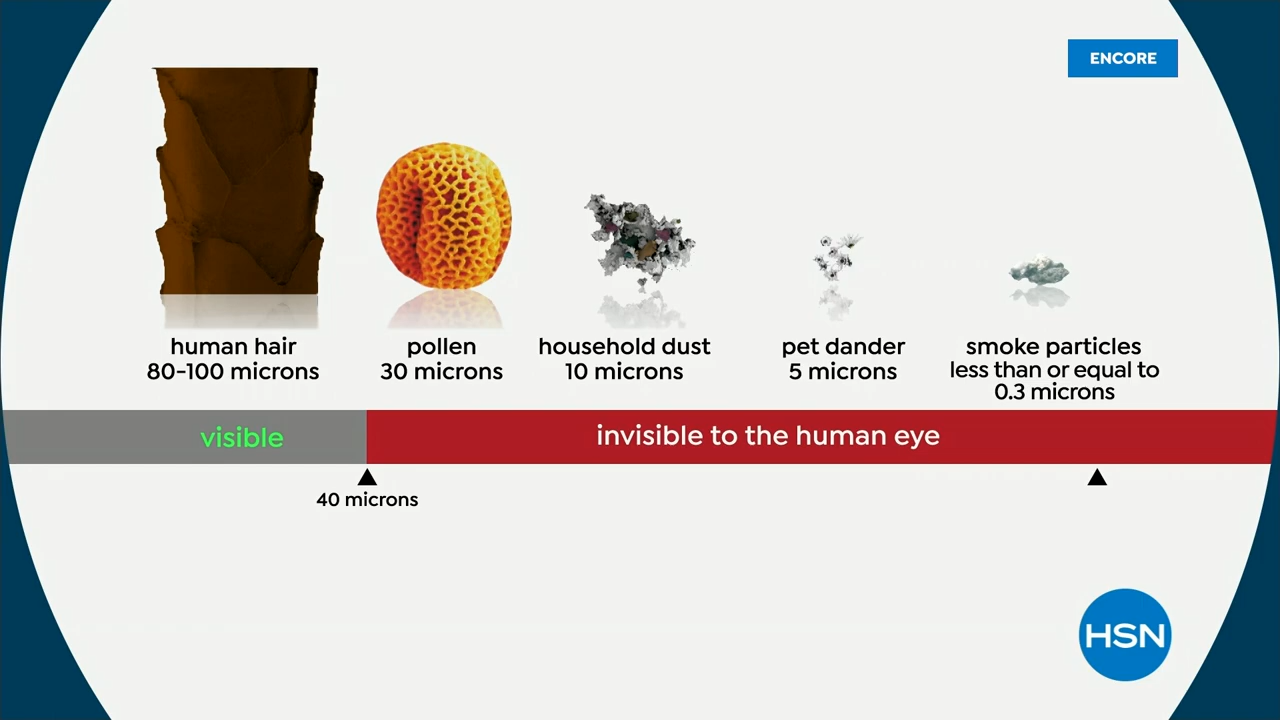 ENCORE
human hair
80-100 microns
pollen
30 microns
household dust
10 microns
pet dander
5 microns
smoke particles
less than or equal to
0.3 microns
visible
invisible to the human eye
40 microns
HSN